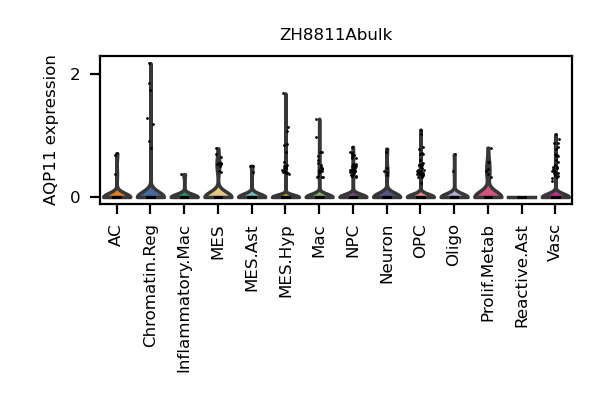 ZH8811Abulk
AQP11 expression
2
0
AC
Chromatin.Reg
Inflammatory.Mac
MES
MES.Ast
MES.Hyp
Mac
NPC
Neuron
OPC
Oligo
Prolif.Metab
Reactive.Ast
Vasc